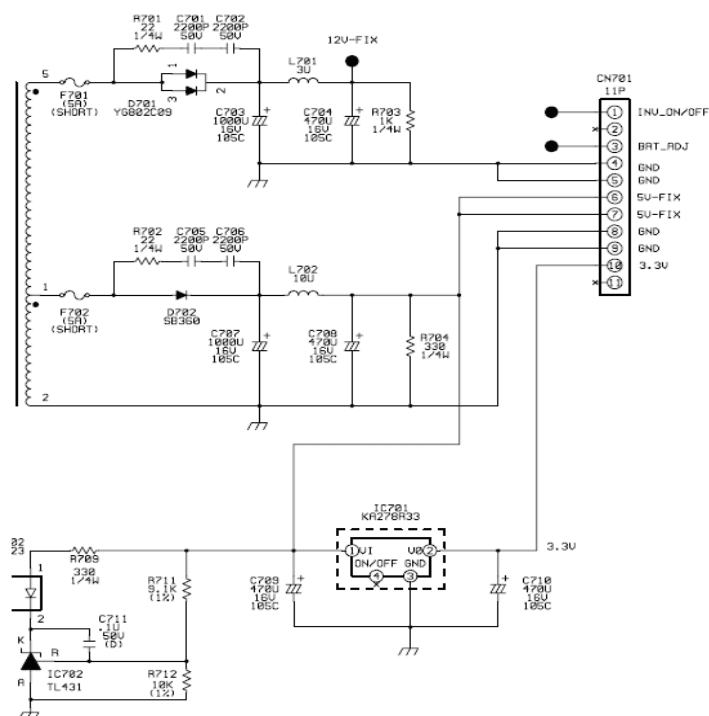 R701
22
1/4W
C701
2200P
50V
C702
2200P
50V
12V-FIX
L701
3U
5
F701
(5A)
(SHORT)
1
3
2
D701
YG802C09
C703
1000U
16V
105C
+
C704
470U
16V
105C
+
R703
1K
1/4W
CN701
11P
1 INV_ON/OFF
2
3 BAT_ADJ
4 GND
5 GND
6 5V-FIX
7 5V-FIX
8 GND
9 GND
10 3.3V
11
R702
22
1/4W
C705
2200P
50V
C706
2200P
50V
L702
10U
1
F702
(5A)
(SHORT)
D702
SB360
C707
1000U
16V
105C
+
C708
470U
16V
105C
+
R704
330
1/4W
2
IC701
KA278R33
1 VI
VO 2
ON/OFF GND
4
3
3.3V
02
23
1
R709
330
1/4W
2
R711
9.1K
(1%)
C709
470U
16V
105C
+
C710
470U
16V
105C
+
C711
.1U
50V
(D)
K
R
A
IC702
TL431
R712
10K
(1%)